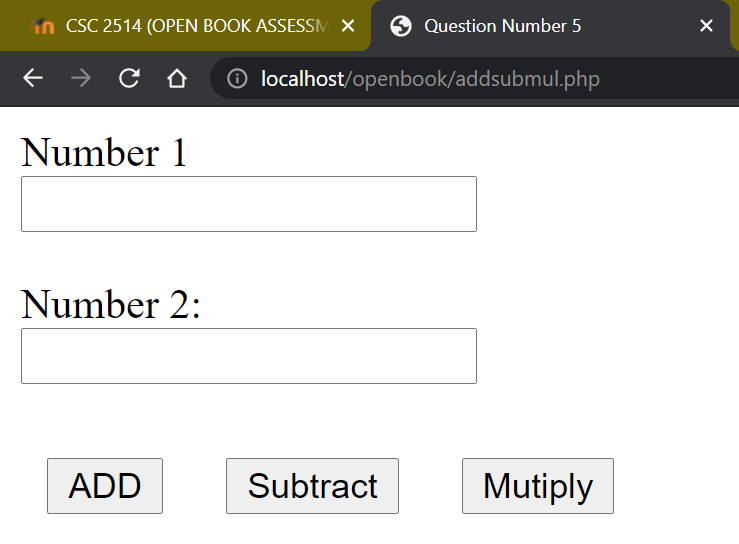 CSC 2514 (OPEN BOOK ASSESSM
Question Number 5
localhost/openbook/addsubmul.php
Number 1
Number 2:
ADD Subtract Mutiply